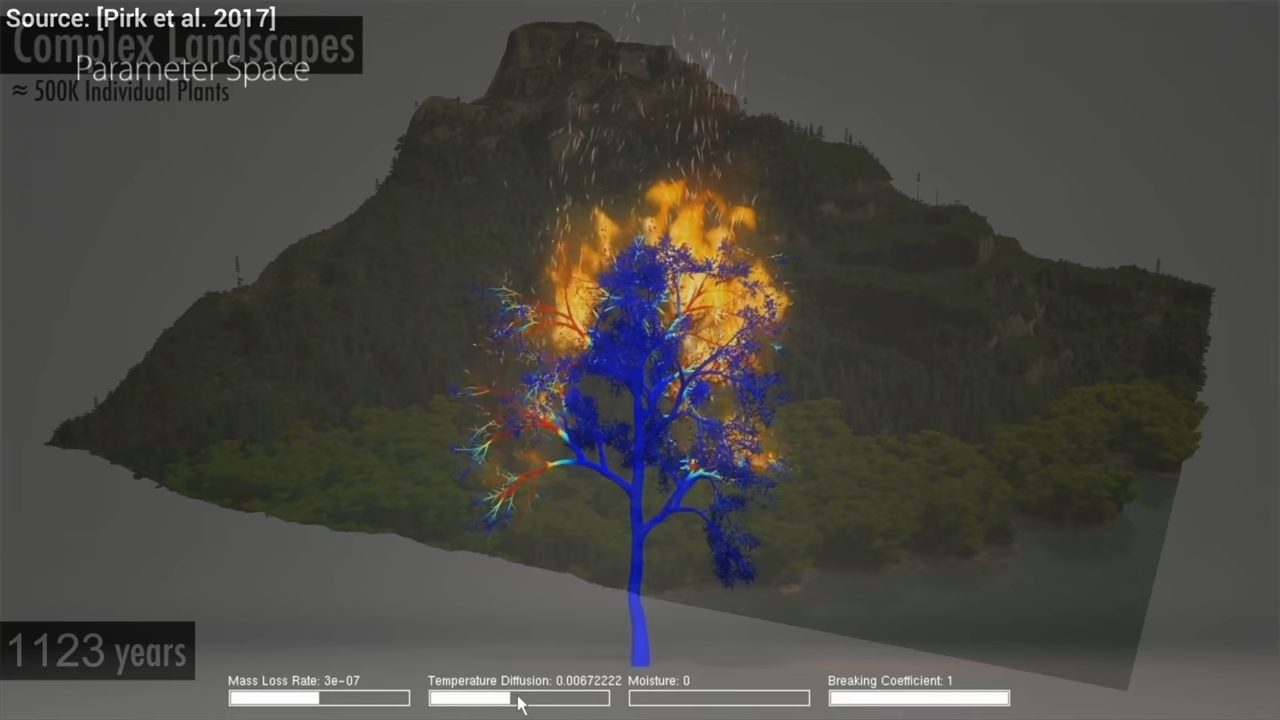 Source: [Pirk et al. 2017]
Complex Landscapes
Parameter Space
≈ 500K Individual Plants
1123 years
Mass Loss Rate: 3e-07
Temperature Diffusion: 0.00672222
Moisture: 0
Breaking Coefficient: 1